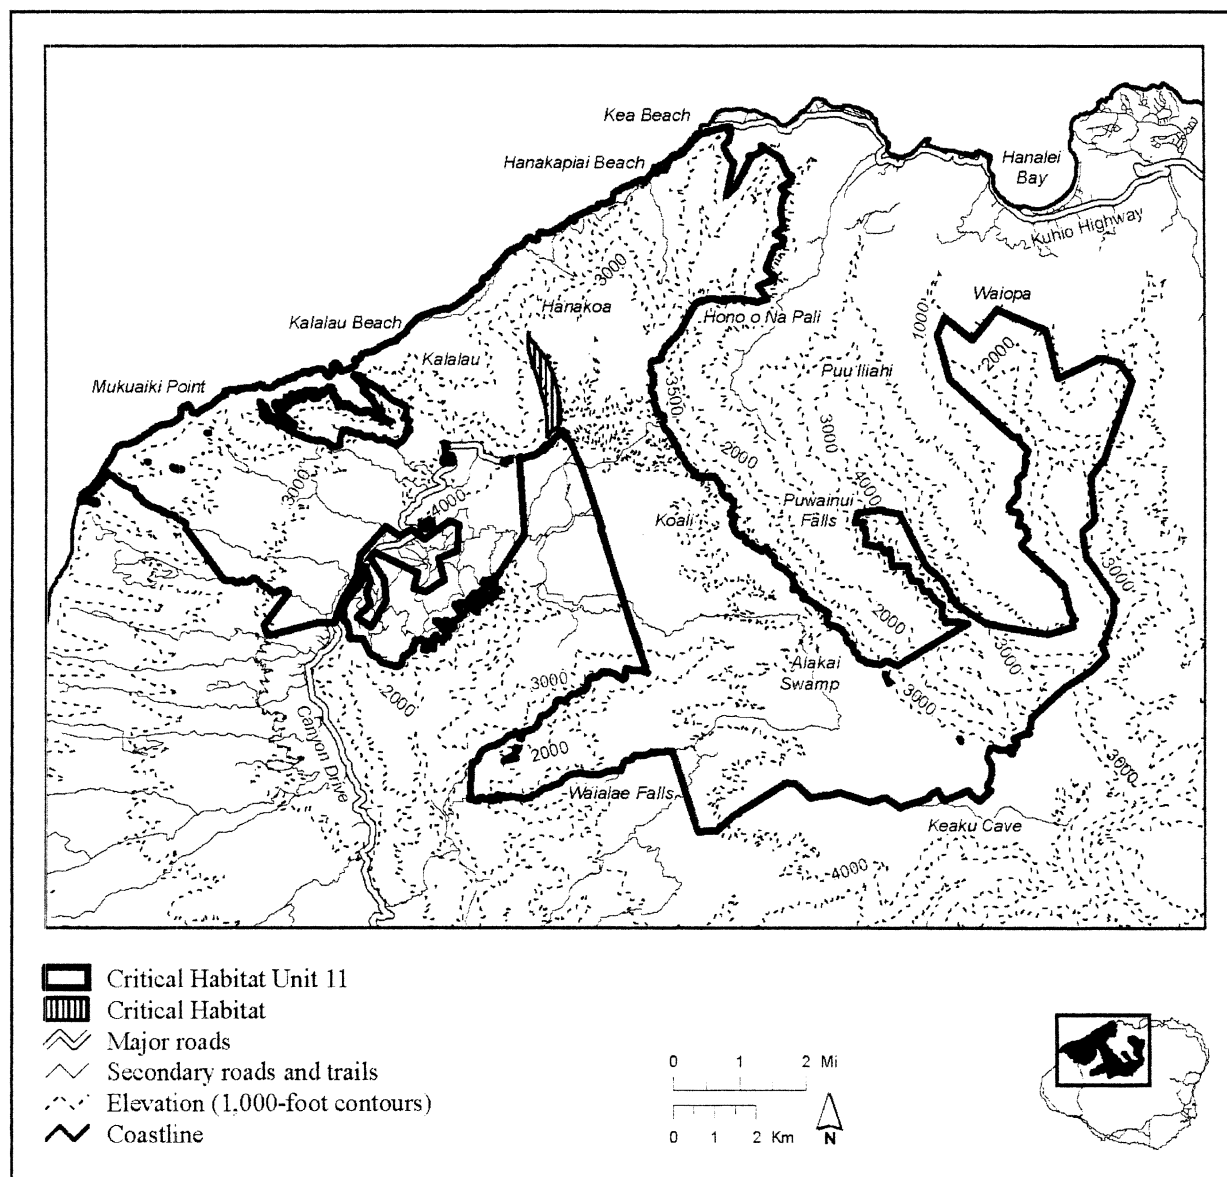 Kea Beach
Hanakapiai Beach
Hanalei
Bay
Kuhio Highway
3000
Hanakoa
Waiopa
Kalalau Beach
Hono o Na Pali
1000
2000
Kalalau
Mukuaiki Point
Puu Iliahi
3500
3000
2000
3000
4000
4000
Puwainui
Falls
Koali
3000
2000
3000
2000
3000
Aiakai
Swamp
3000
2000
Canyon Drive
Waialae Falls
3000
Keaku Cave
4000
Critical Habitat Unit 11
Critical Habitat
Major roads
Secondary roads and trails
Elevation (1,000-foot contours)
Coastline
0 1 2 Mi
0 1 2 Km
N